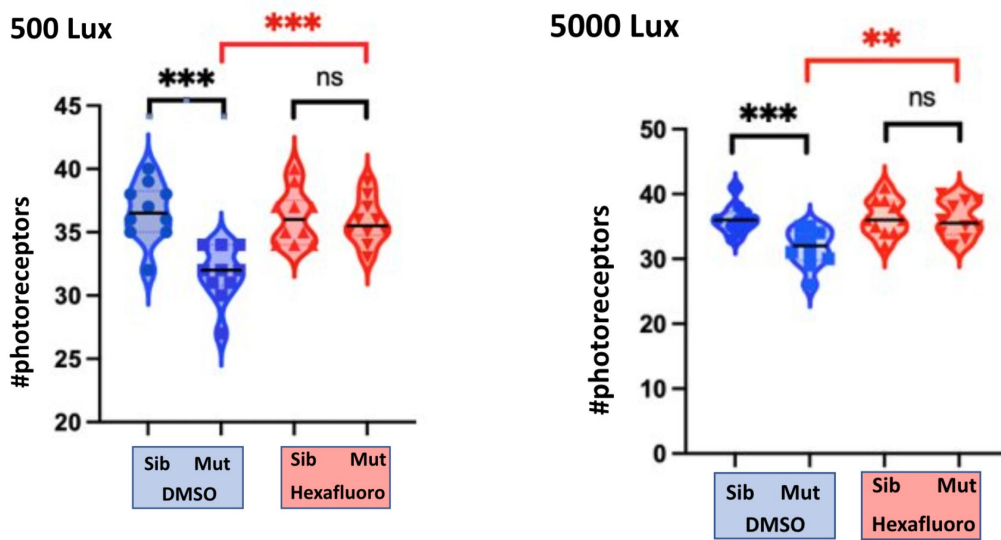 500 Lux
***
***
ns
45
40
35
30
25
20
#photoreceptors
Sib Mut
DMSO
Sib Mut
Hexafluoro
5000 Lux
**
***
ns
50
40
30
20
10
0
#photoreceptors
Sib Mut
DMSO
Sib Mut
Hexafluoro